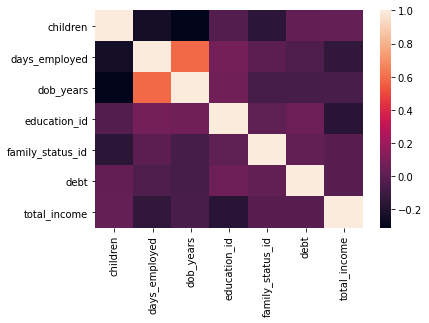 children
days_employed
dob_years
education_id
family_status_id
debt
total_income
children
days_employed
dob_years
education_id
family_status_id
debt
total_income
1.0
0.8
0.6
0.4
0.2
0.0
−0.2